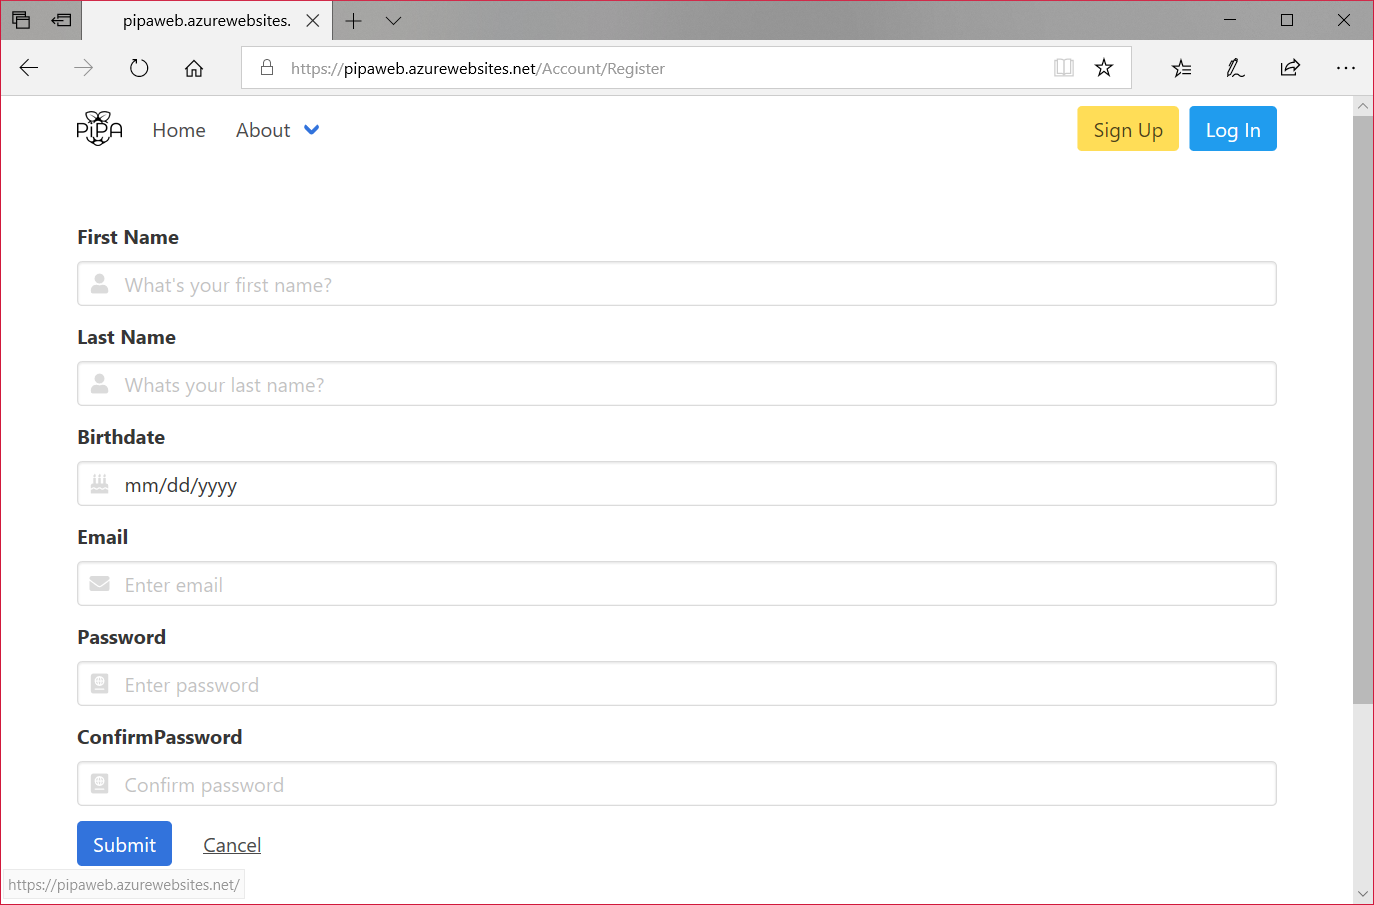 pipaweb.azurewebsites.
https://pipaweb.azurewebsites.net/Account/Register
PiPA Home About Sign Up Log In
First Name
What's your first name?
Last Name
Whats your last name?
Birthdate
mm/dd/yyyy
Email
Enter email
Password
Enter password
ConfirmPassword
Confirm password
Submit Cancel
https://pipaweb.azurewebsites.net/